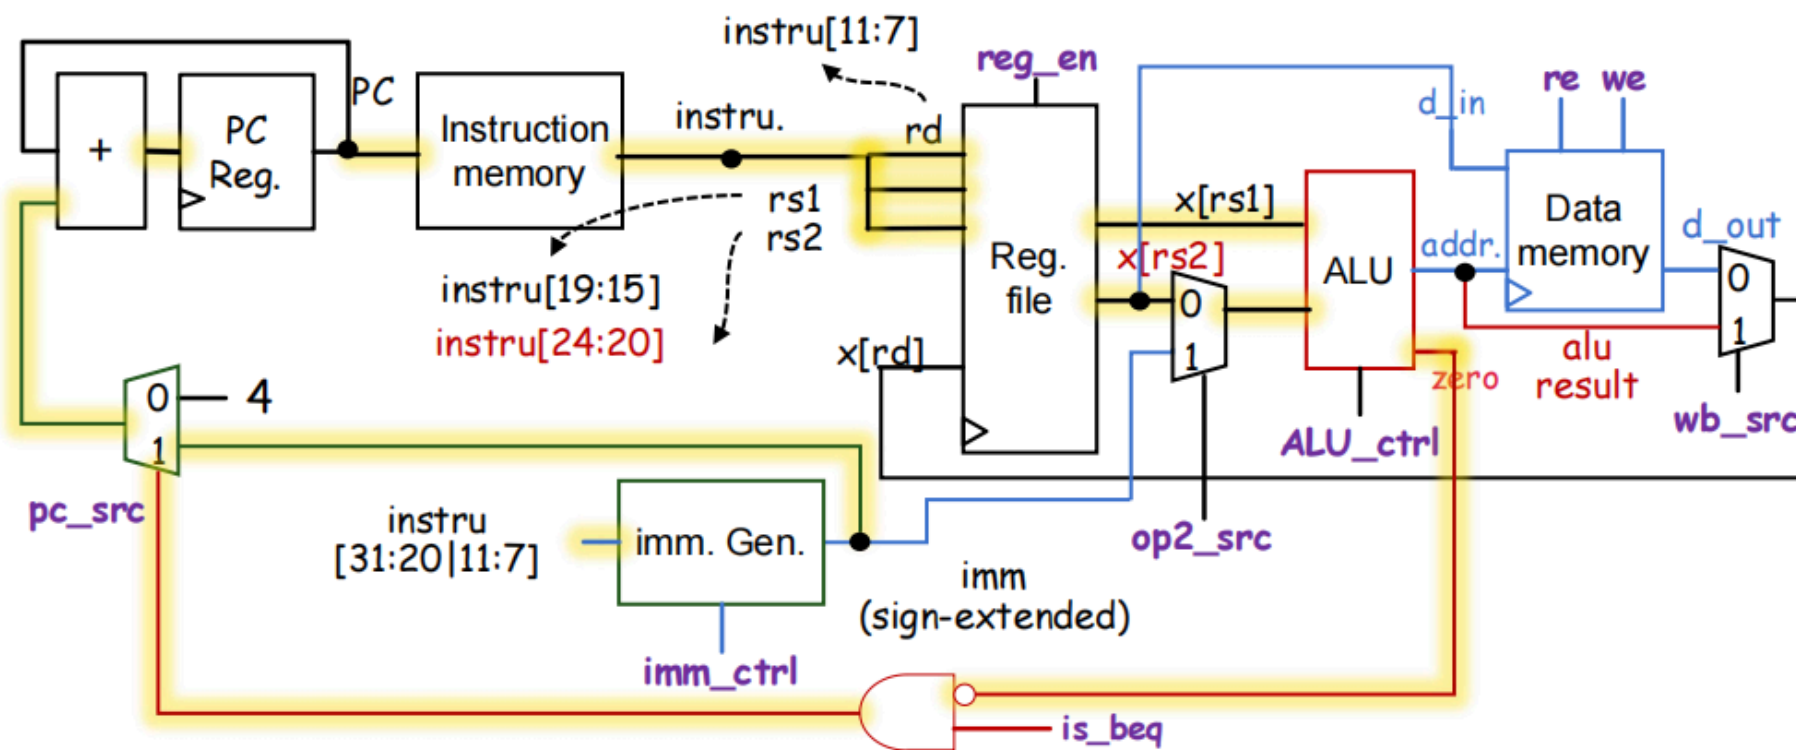 instru[11:7]
reg_en
re we
PC
d_in
+
PC
Reg.
Instruction
memory
instru.
rd
rs1
rs2
x[rs1]
x[rs2]
Reg.
file
ALU
addr.
Data
memory
d_out
0
1
instru[19:15]
instru[24:20]
0
1
x[rd]
zero
alu
result
wb_src
ALU_ctrl
0
1
4
pc_src
instru
[31:20|11:7]
imm. Gen.
op2_src
imm
(sign-extended)
imm_ctrl
is_beq